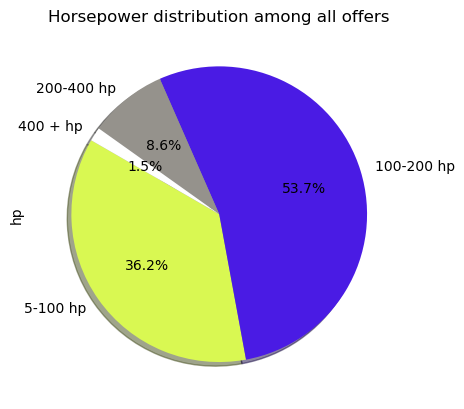 Horsepower distribution among all offers
200-400 hp
400 + hp
8.6%
1.5%
100-200 hp
53.7%
hp
36.2%
5-100 hp